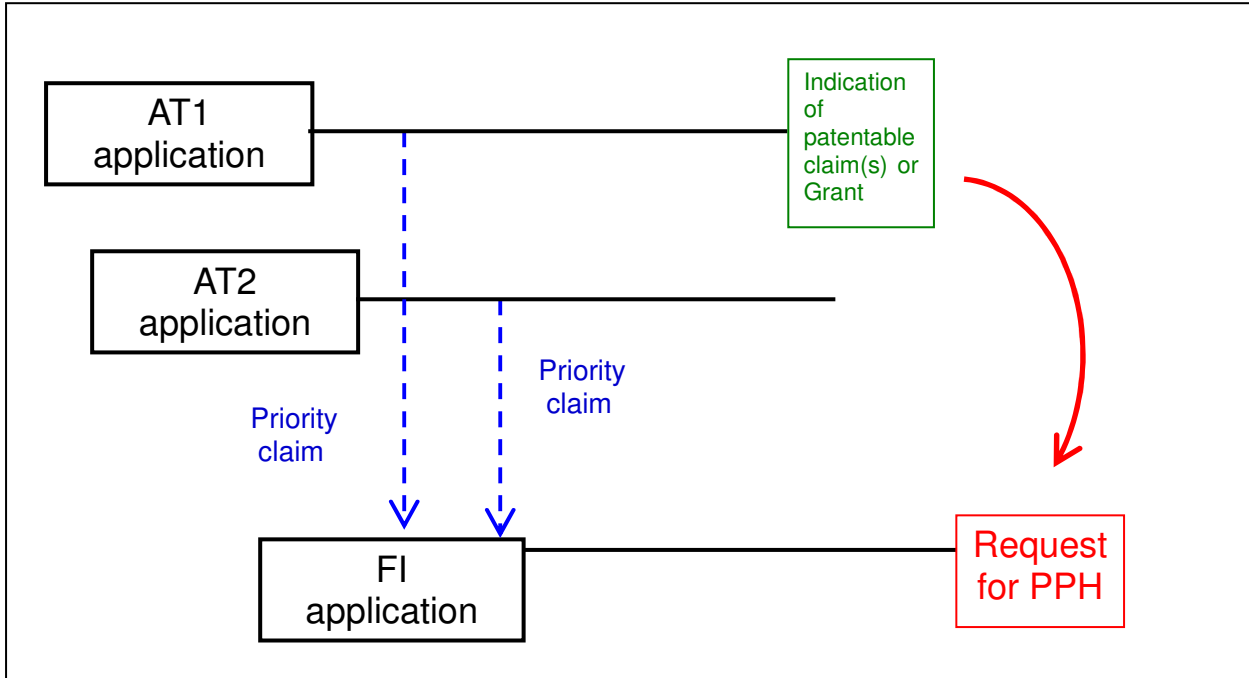 AT1
application
Indication
of
patentable
claim(s) or
Grant
AT2
application
Priority
claim
Priority
claim
FI
application
Request
for PPH